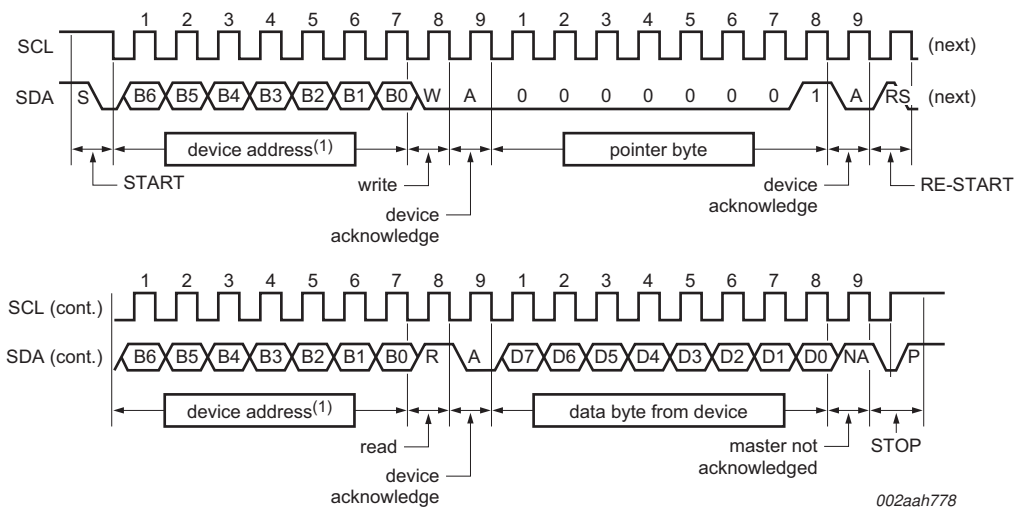 1 2 3 4 5 6 7 8 9 1 2 3 4 5 6 7 8 9
SCL (next)
SDA S B6 B5 B4 B3 B2 B1 B0 W A 0 0 0 0 0 0 0 1 A RS (next)
device address(1) pointer byte
START write device RE-START
device acknowledge
acknowledge
1 2 3 4 5 6 7 8 9 1 2 3 4 5 6 7 8 9
SCL (cont.)
SDA (cont.) B6 B5 B4 B3 B2 B1 B0 R A D7 D6 D5 D4 D3 D2 D1 D0 NA P
device address(1) data byte from device
read master not STOP
device acknowledged
acknowledge 002aah778